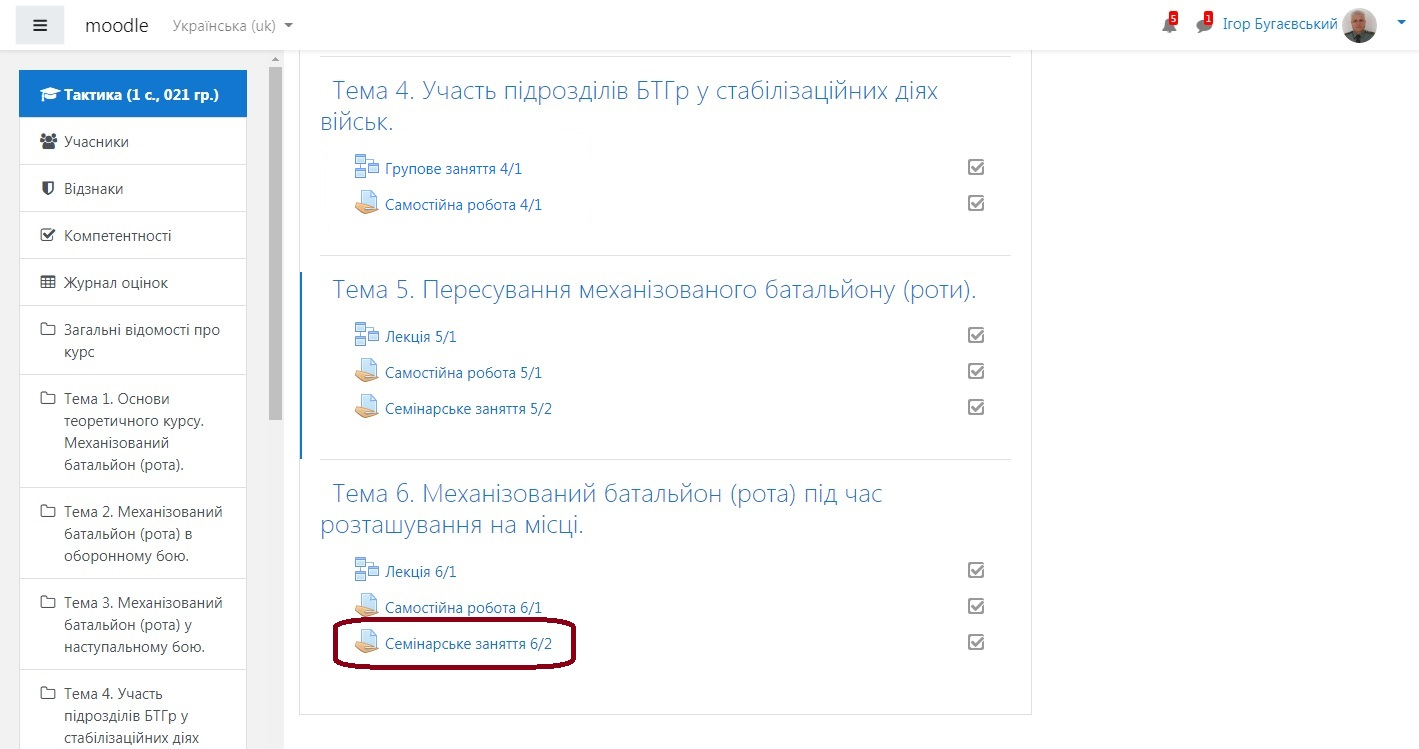 moodle
Українська (uk)
5
1
Ігор Бугаєвський
Тактика (1 с., 021 гр.)
Учасники
Відзнаки
Компетентності
Журнал оцінок
Загальні відомості про
курс
Тема 1. Основи
теоретичного курсу.
Механізований
батальйон (рота).
Тема 2. Механізований
батальйон (рота) в
оборонному бою.
Тема 3. Механізований
батальйон (рота) у
наступальному бою.
Тема 4. Участь
підрозділів БТГр у
стабілізаційних діях
Тема 4. Участь підрозділів БТГр у стабілізаційних діях
військ.
Групове заняття 4/1
Самостійна робота 4/1
Тема 5. Пересування механізованого батальйону (роти).
Лекція 5/1
Самостійна робота 5/1
Семінарське заняття 5/2
Тема 6. Механізований батальйон (рота) під час
розташування на місці.
Лекція 6/1
Самостійна робота 6/1
Семінарське заняття 6/2